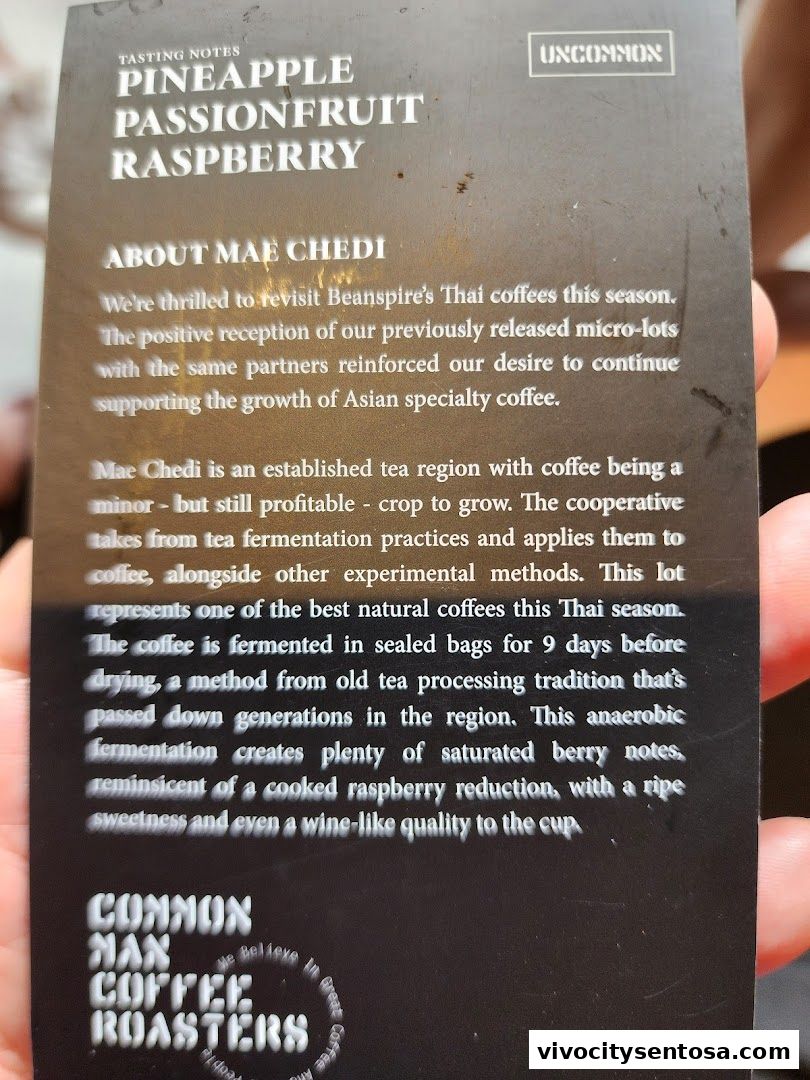 TASTING NOTES
PINEAPPLE
PASSIONFRUIT
RASPBERRY
UNCOMMON
ABOUT MAE CHEDI
We're thrilled to revisit Beanspire's Thai coffees this season.
The positive reception of our previously released micro-lots
with the same partners reinforced our desire to continue
supporting the growth of Asian specialty coffee.
Mae Chedi is an established tea region with coffee being a
minor - but still profitable - crop to grow. The cooperative
takes from tea fermentation practices and applies them to
coffee, alongside other experimental methods. This lot
represents one of the best natural coffees this Thai season.
The coffee is fermented in sealed bags for 9 days before
drying, a method from old tea processing tradition that's
passed down generations in the region. This anaerobic
fermentation creates plenty of saturated berry notes,
reminsicent of a cooked raspberry reduction, with a ripe
sweetness and even a wine-like quality to the cup.
COMMON
MAN
COFFEE
ROASTERS
We Believe In Great Coffee And People
vivocitysentosa.com